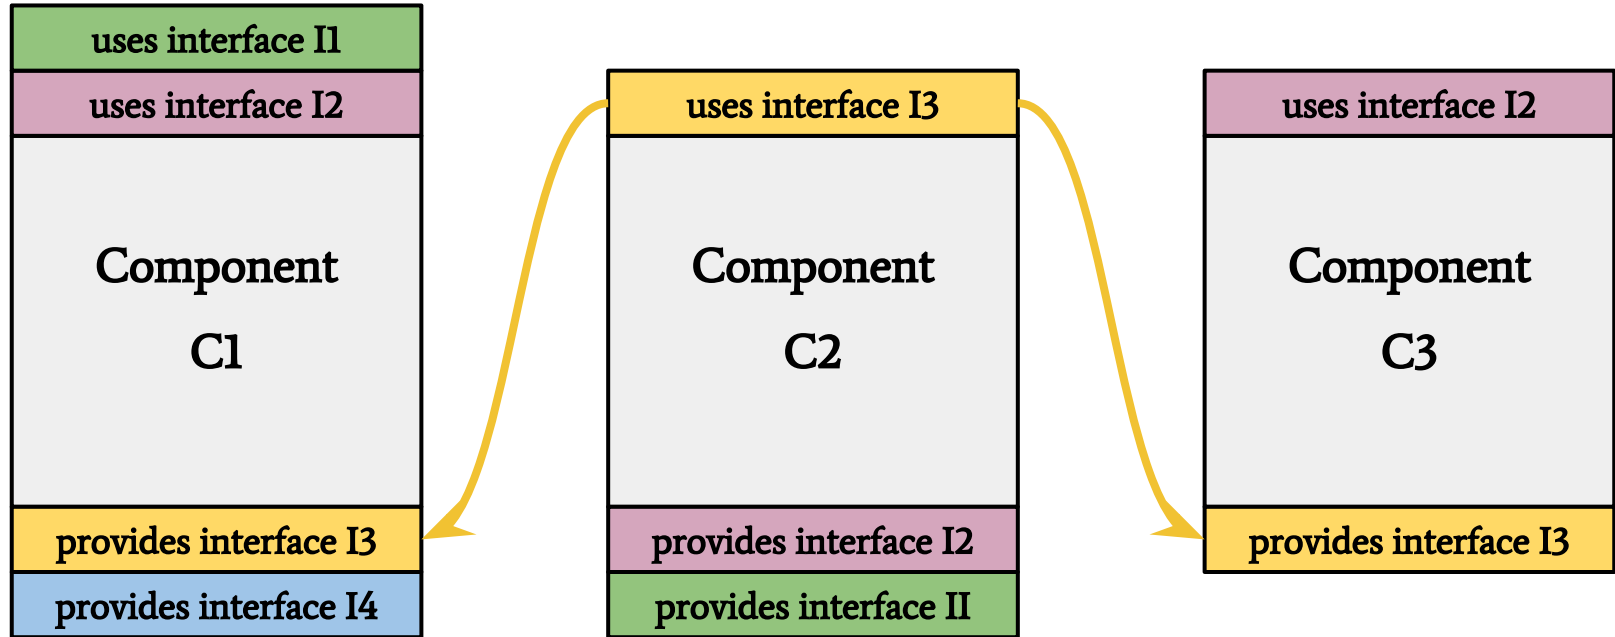 uses interface I1
uses interface I2
Component
C1
provides interface I3
provides interface I4
uses interface I3
Component
C2
provides interface I2
provides interface II
uses interface I2
Component
C3
provides interface I3